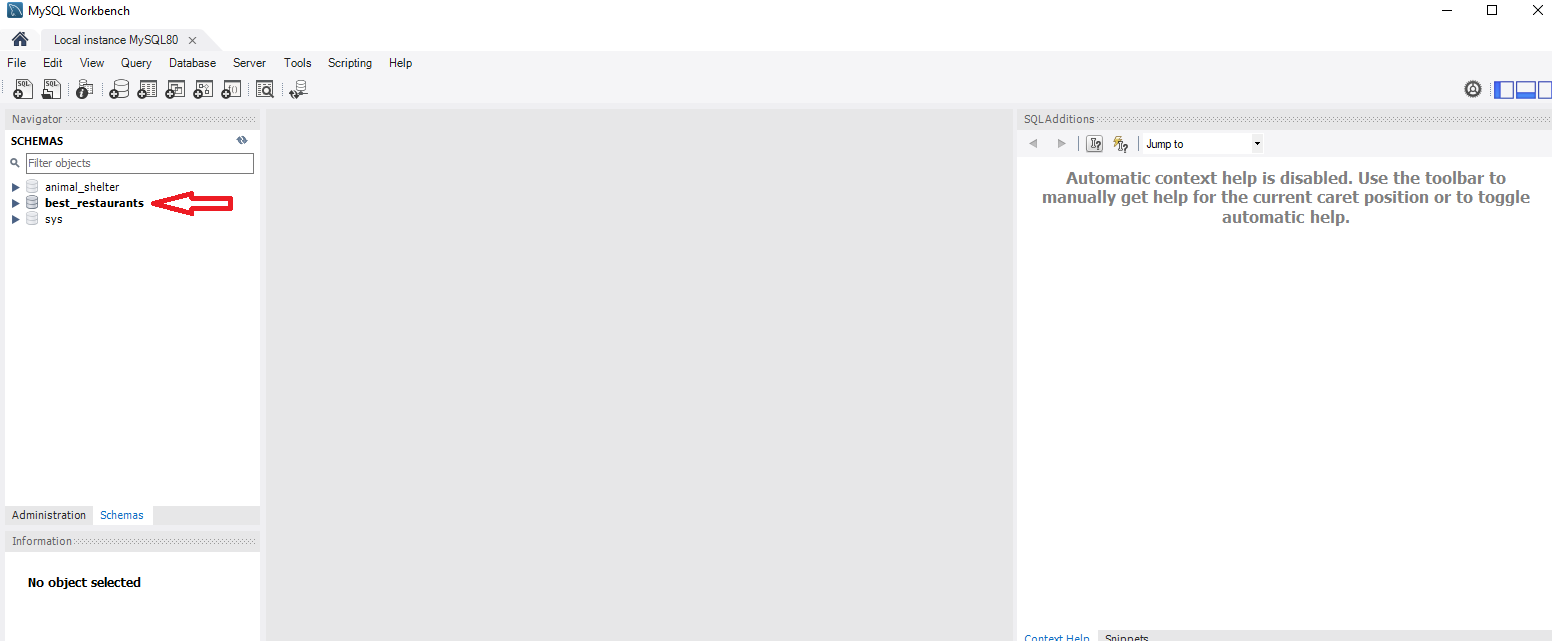 MySQL Workbench
Local instance MySQL80
File Edit View Query Database Server Tools Scripting Help
Navigator
SCHEMAS
Filter objects
animal_shelter
best_restaurants
sys
Administration Schemas
Information
No object selected
SQLAdditions
Jump to
Automatic context help is disabled. Use the toolbar to
manually get help for the current caret position or to toggle
automatic help.
Context Help Snippets